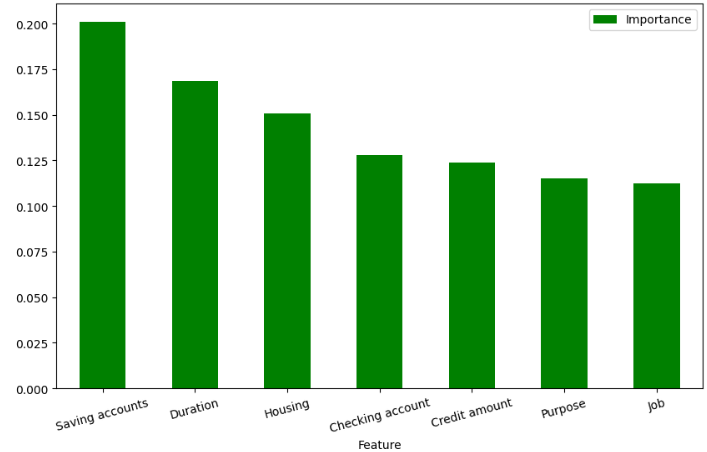 Importance
0.200
0.175
0.150
0.125
0.100
0.075
0.050
0.025
0.000
Saving accounts
Duration
Housing
Checking account
Credit amount
Purpose
Job
Feature